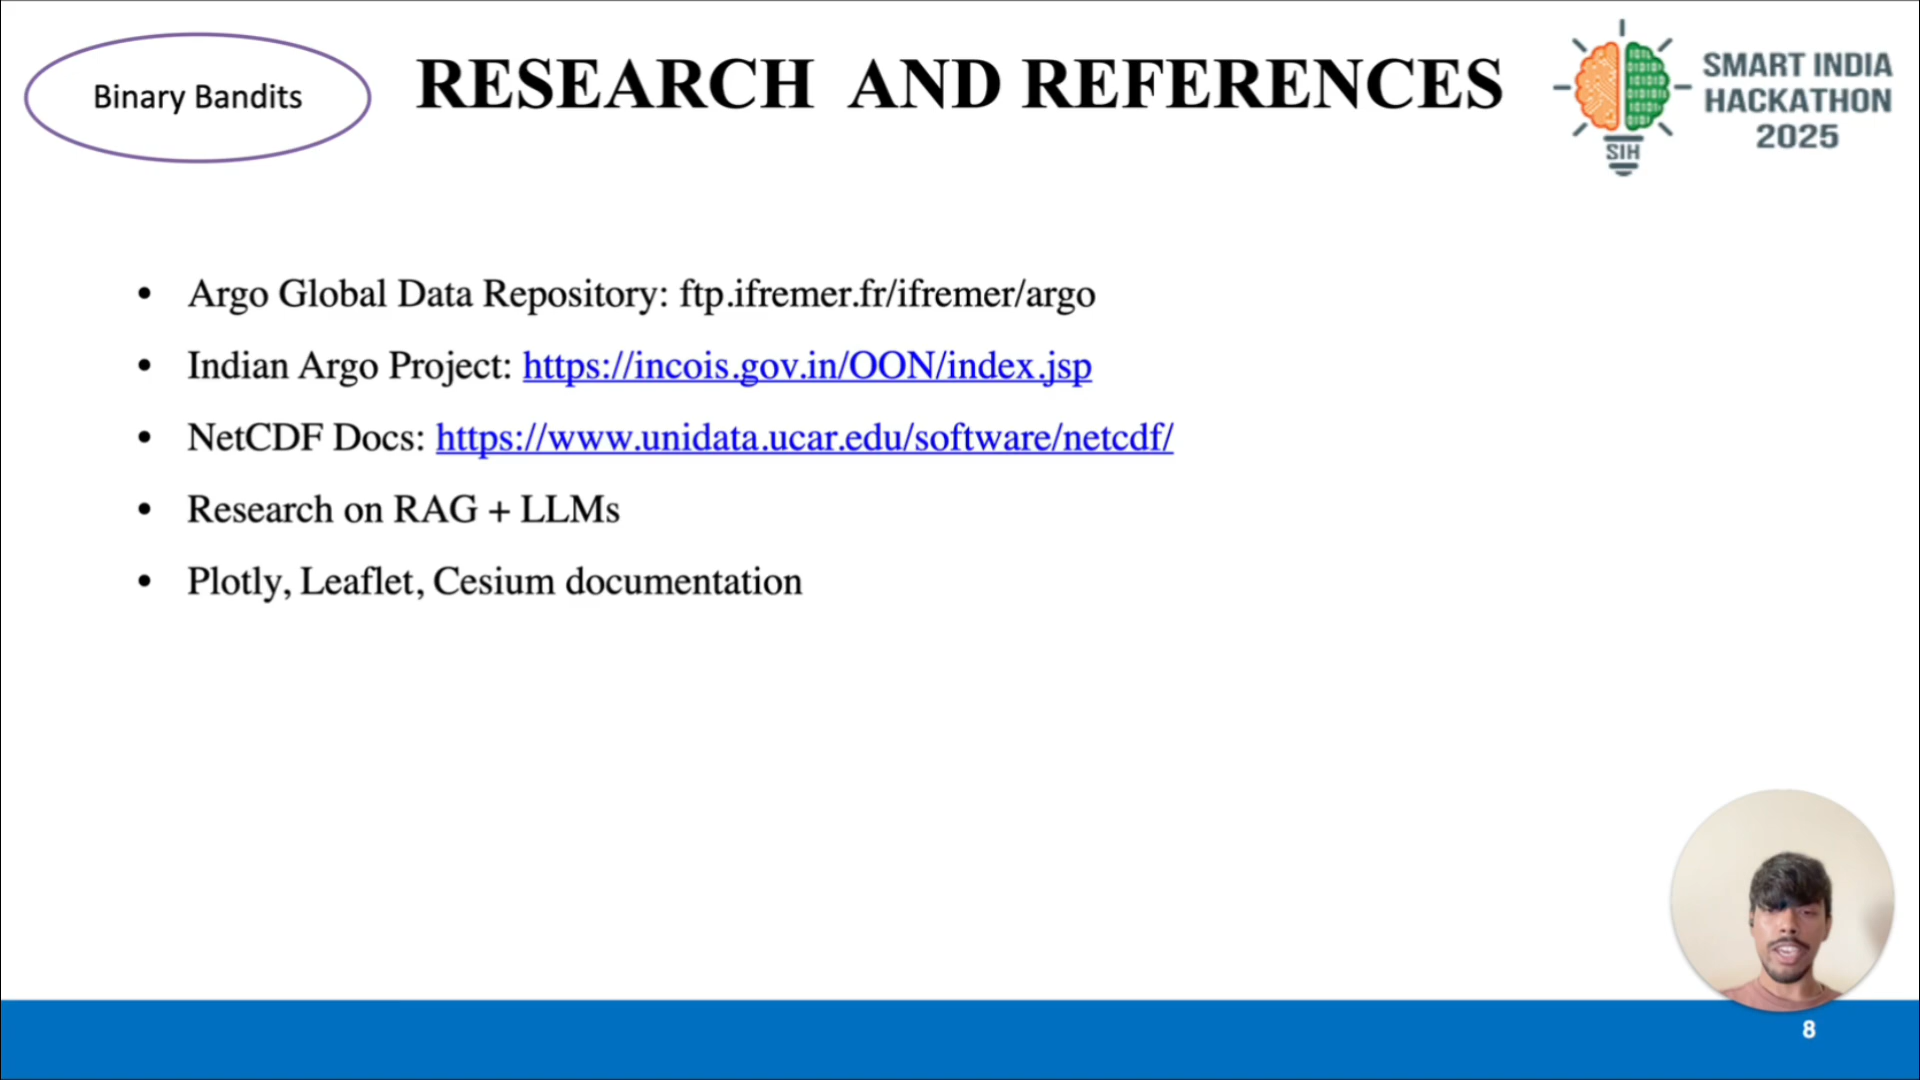 Binary Bandits
RESEARCH AND REFERENCES
SMART INDIA
HACKATHON
2025
SIH
• Argo Global Data Repository: ftp.ifremer.fr/ifremer/argo
• Indian Argo Project: https://incois.gov.in/OON/index.jsp
• NetCDF Docs: https://www.unidata.ucar.edu/software/netcdf/
• Research on RAG + LLMs
• Plotly, Leaflet, Cesium documentation
8